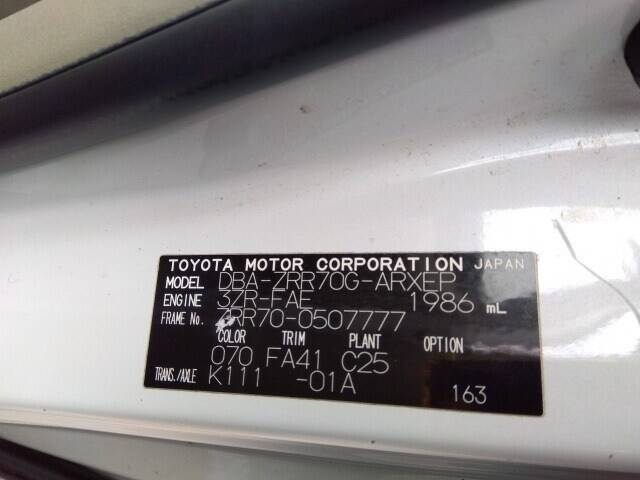 TOYOTA MOTOR CORPORATION JAPAN
MODEL DBA-ZRR70G-ARXEP
ENGINE 3ZR-FAE 1986 mL
FRAME No. ZRR70-0507777
COLOR TRIM PLANT OPTION
070 FA41 C25
TRANS./AXLE K111 -01A
163